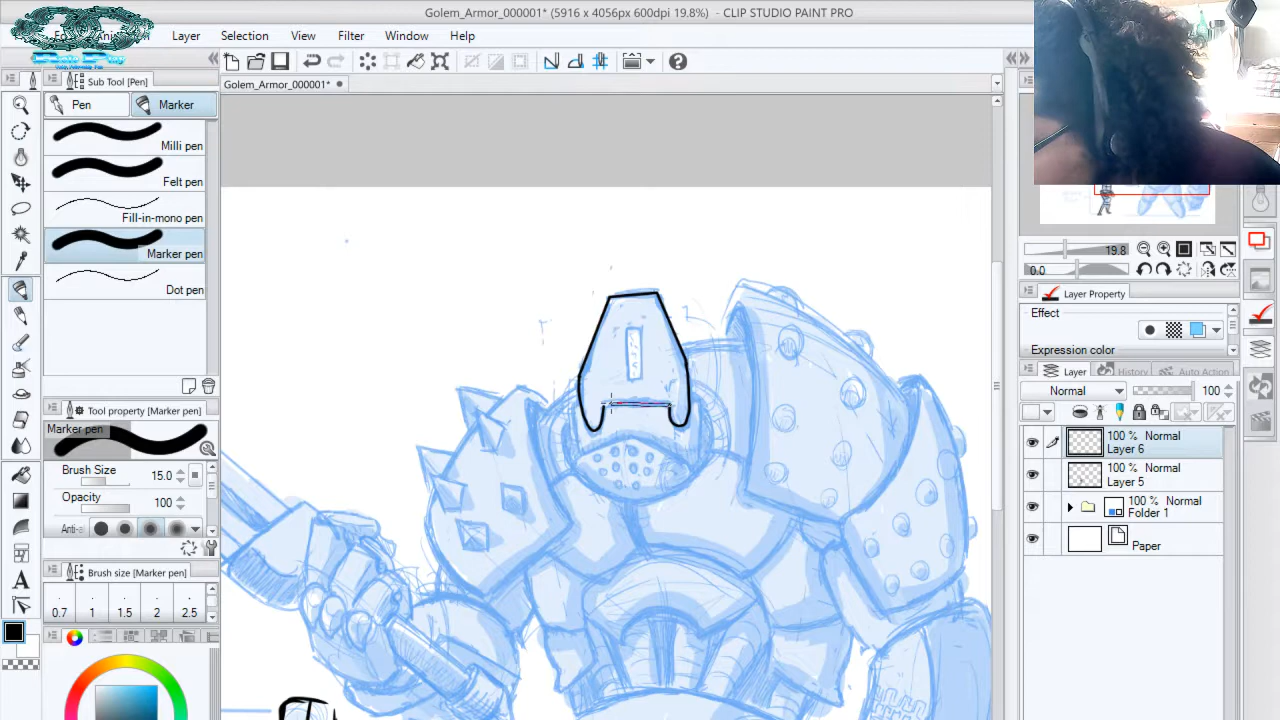 Golem_Armor_000001* (5916 x 4056px 600dpi 19.8%) - CLIP STUDIO PAINT PRO
Layer Selection View Filter Window Help
Sub Tool [Pen]
Golem_Armor_000001*
Pen Marker
Milli pen
Felt pen
Fill-in-mono pen
Marker pen
Dot pen
Tool property [Marker pen]
Marker pen
Brush Size 15.0
Opacity 100
Anti-
Brush size [Marker pen]
0.7 1 1.5 2 2.5
19.8
0.0
Layer Property
Effect
Expression color
Layer History Auto Action
Normal 100
100 % Normal
Layer 6
100 % Normal
Layer 5
100 % Normal
Folder 1
Paper